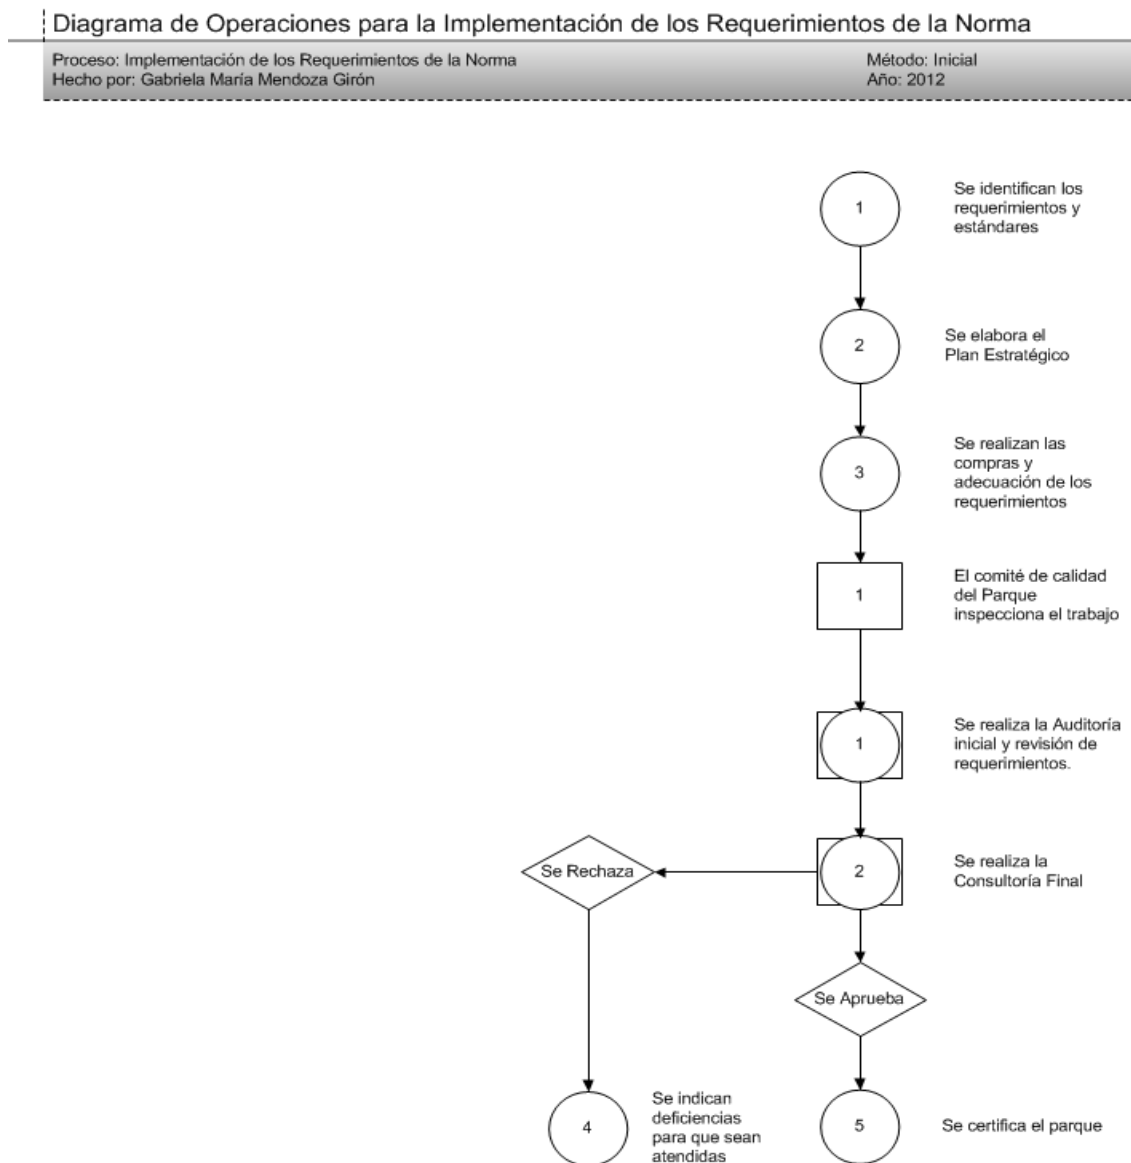 Diagrama de Operaciones para la Implementación de los Requerimientos de la Norma
Proceso: Implementación de los Requerimientos de la Norma
Hecho por: Gabriela María Mendoza Girón
Método: Inicial
Año: 2012
1
Se identifican los
requerimientos y
estándares
2
Se elabora el
Plan Estratégico
3
Se realizan las
compras y
adecuación de los
requerimientos
1
El comité de calidad
del Parque
inspecciona el trabajo
1
Se realiza la Auditoría
inicial y revisión de
requerimientos.
Se Rechaza
2
Se realiza la
Consultoría Final
Se Aprueba
4
Se indican
deficiencias
para que sean
atendidas
5
Se certifica el parque